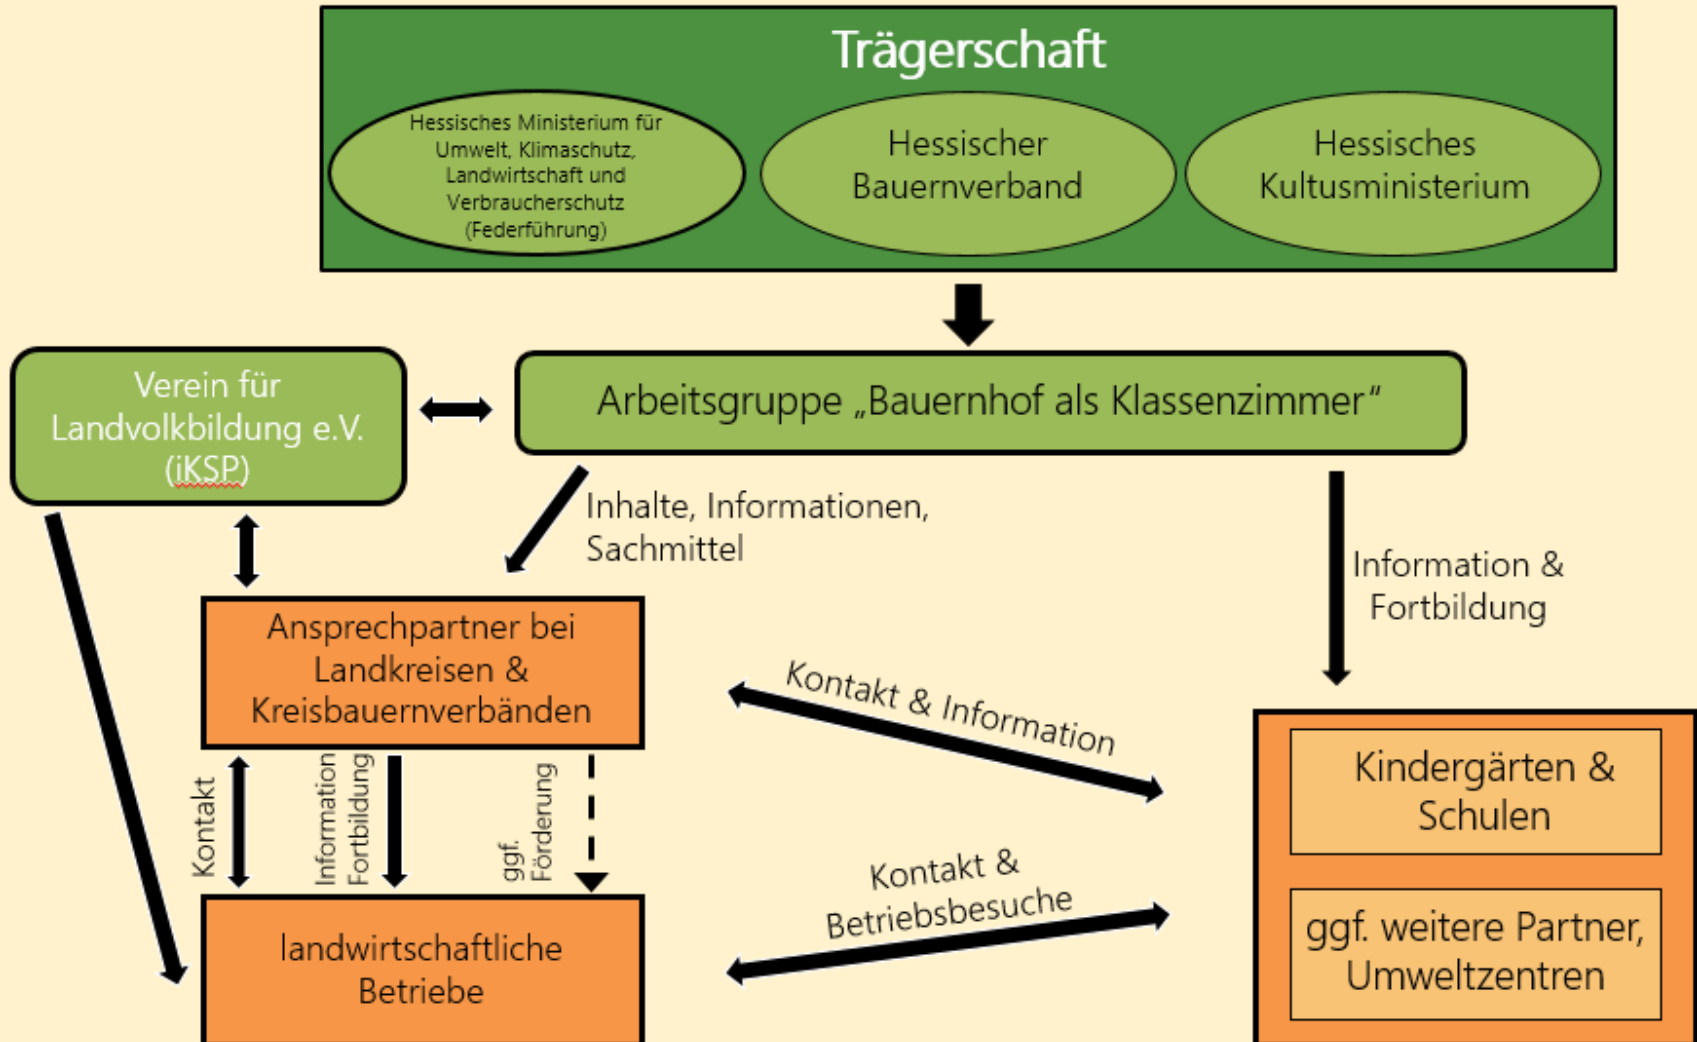 Trägerschaft
Hessisches Ministerium für
Umwelt, Klimaschutz,
Landwirtschaft und
Verbraucherschutz
(Federführung)
Hessischer
Bauernverband
Hessisches
Kultusministerium
Verein für
Landvolkbildung e.V.
(iKSP)
Arbeitsgruppe „Bauernhof als Klassenzimmer“
Inhalte, Informationen,
Sachmittel
Information &
Fortbildung
Ansprechpartner bei
Landkreisen &
Kreisbauernverbänden
Kontakt & Information
Kontakt
Information
Fortbildung
ggf.
Förderung
Kindergärten &
Schulen
Kontakt &
Betriebsbesuche
landwirtschaftliche
Betriebe
ggf. weitere Partner,
Umweltzentren